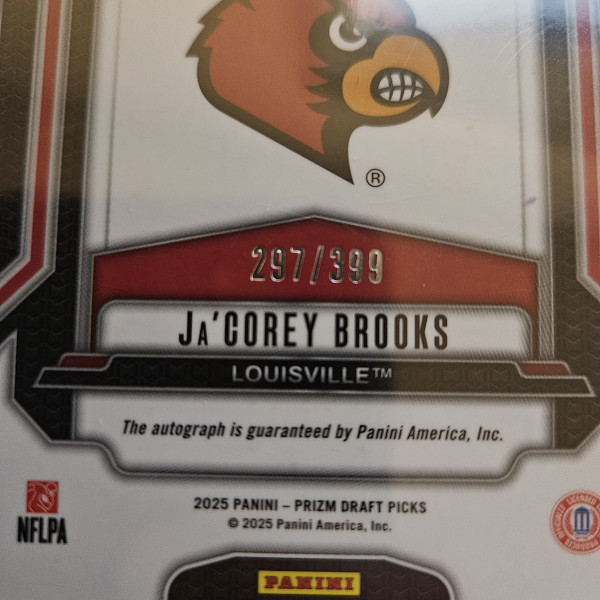 ®
297/399
JA'COREY BROOKS
LOUISVILLE™
The autograph is guaranteed by Panini America, Inc.
2025 PANINI – PRIZM DRAFT PICKS
© 2025 Panini America, Inc.
NFLPA
PANINI